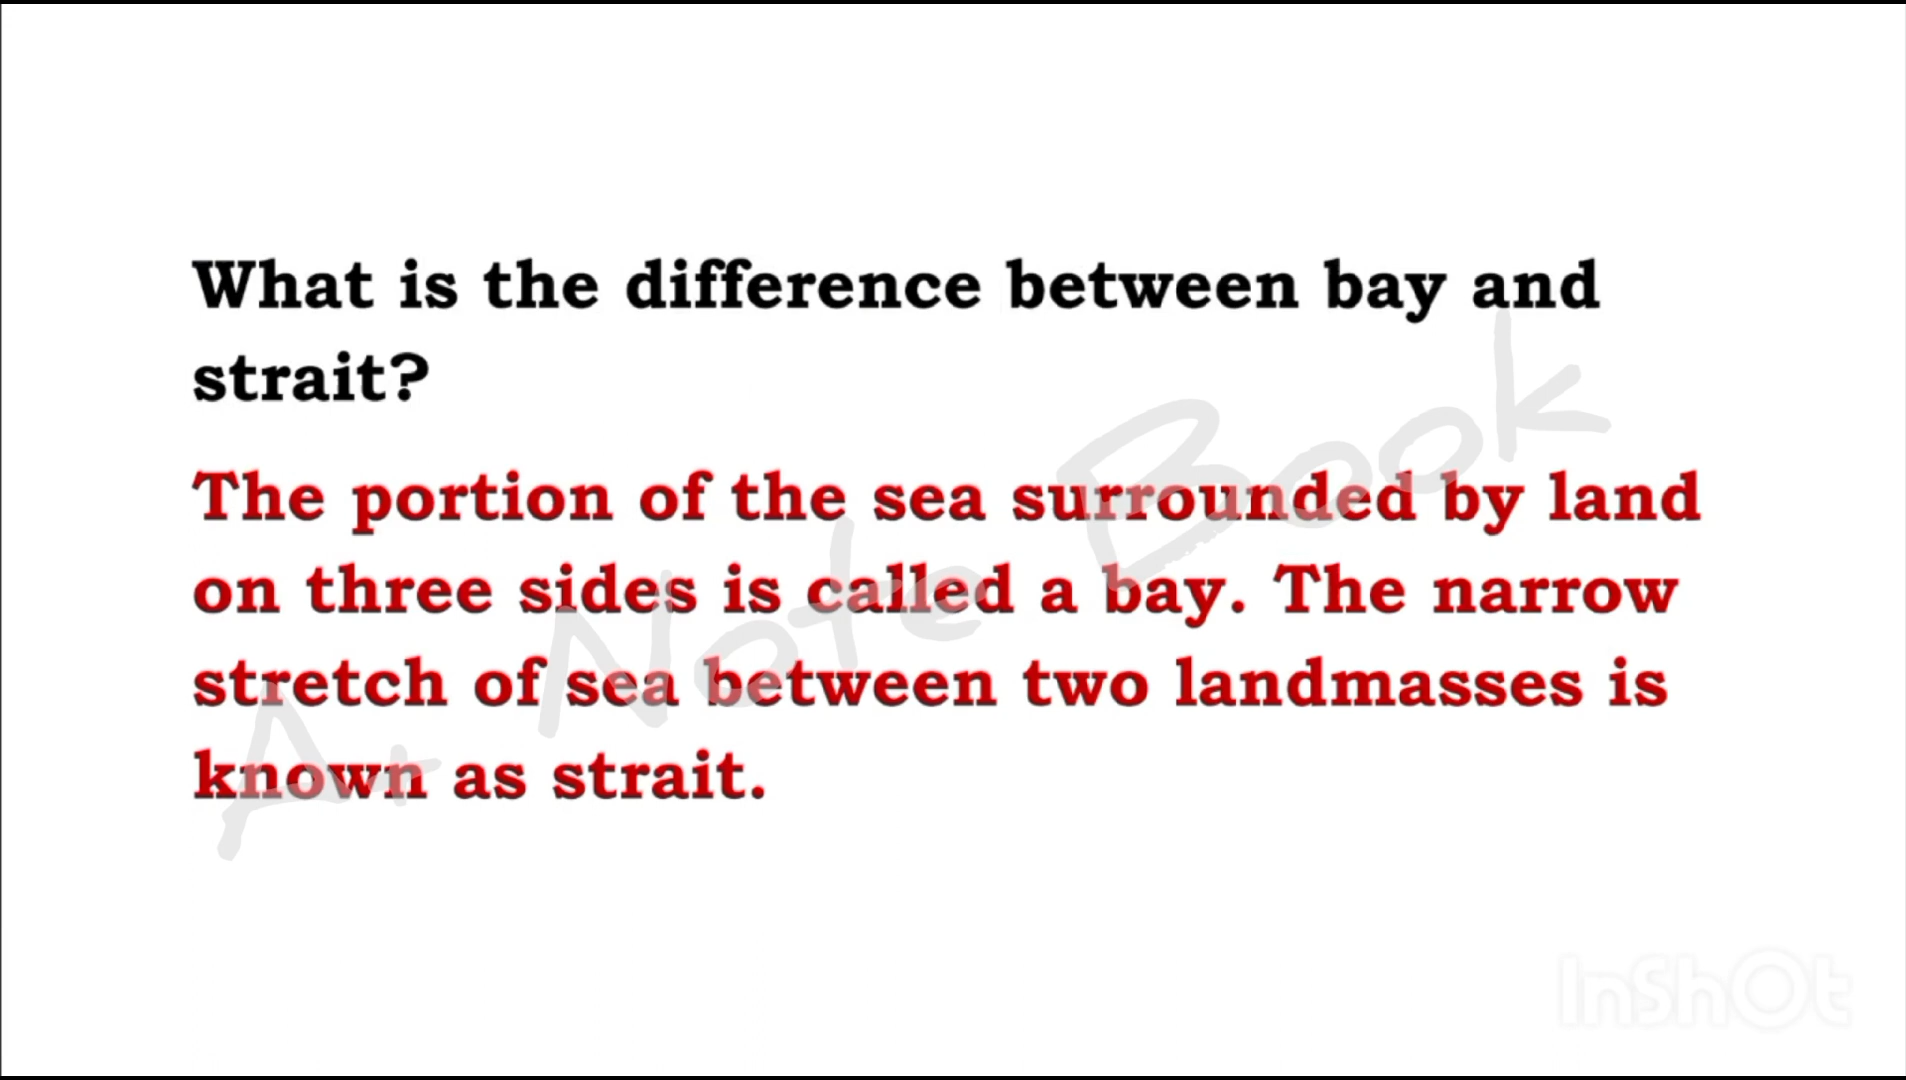 What is the difference between bay and
strait?
The portion of the sea surrounded by land
on three sides is called a bay. The narrow
stretch of sea between two landmasses is
known as strait.
A+ Note Book
InShOt